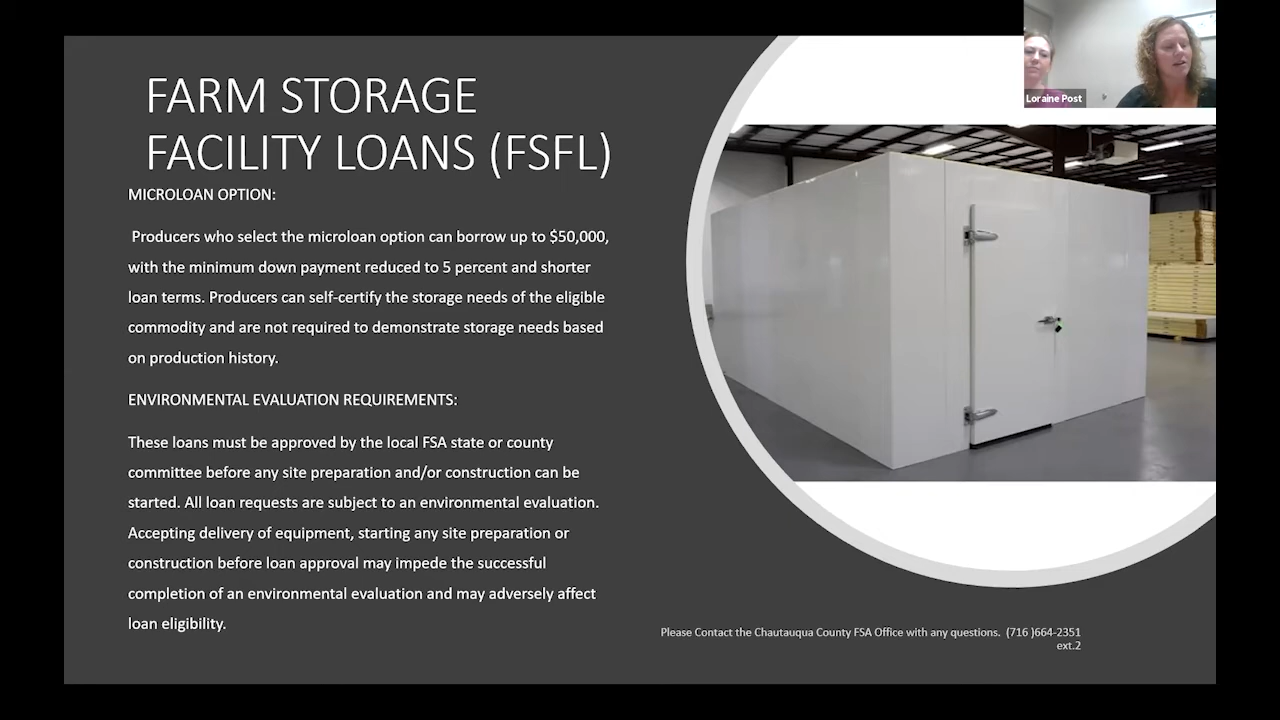 FARM STORAGE
FACILITY LOANS (FSFL)
MICROLOAN OPTION:
Producers who select the microloan option can borrow up to $50,000,
with the minimum down payment reduced to 5 percent and shorter
loan terms. Producers can self-certify the storage needs of the eligible
commodity and are not required to demonstrate storage needs based
on production history.
ENVIRONMENTAL EVALUATION REQUIREMENTS:
These loans must be approved by the local FSA state or county
committee before any site preparation and/or construction can be
started. All loan requests are subject to an environmental evaluation.
Accepting delivery of equipment, starting any site preparation or
construction before loan approval may impede the successful
completion of an environmental evaluation and may adversely affect
loan eligibility.
Loraine Post
Please Contact the Chautauqua County FSA Office with any questions. (716 )664-2351
ext.2